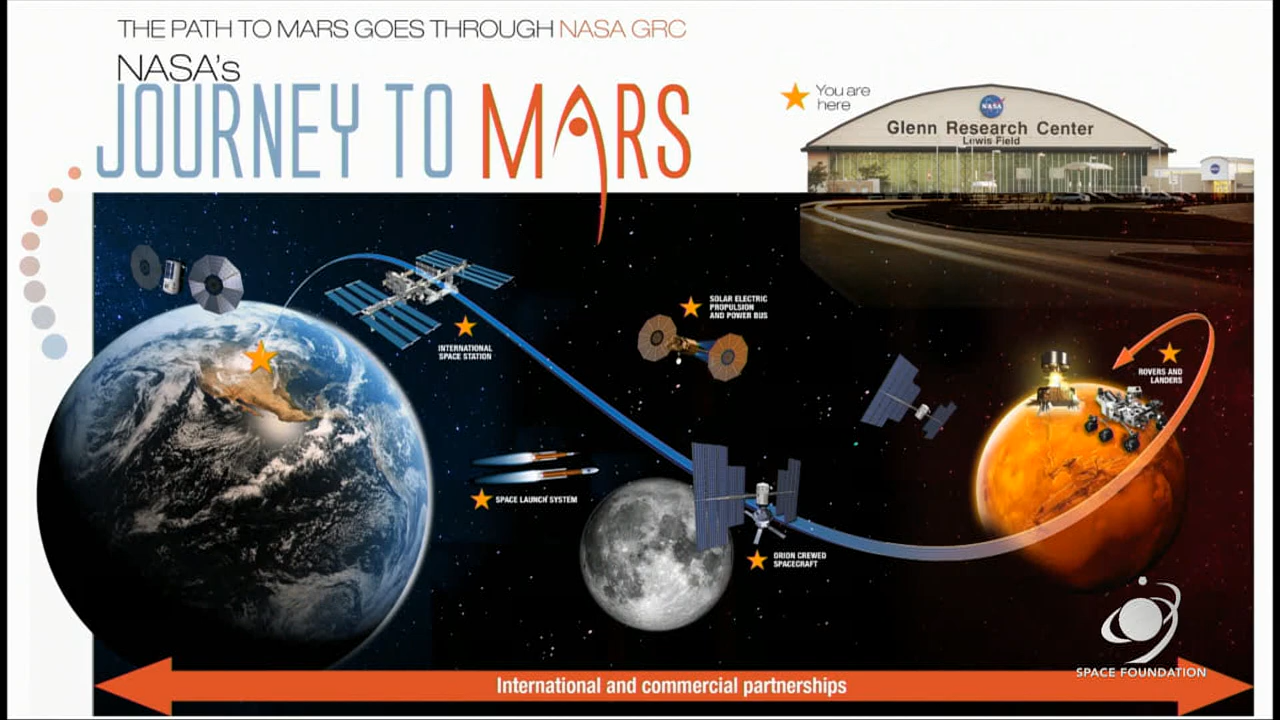 THE PATH TO MARS GOES THROUGH NASA GRC
NASA's
JOURNEY TO MARS
You are
here
NASA
Glenn Research Center
Lewis Field
SOLAR ELECTRIC
PROPULSION
AND POWER BUS
INTERNATIONAL
SPACE STATION
ROVERS AND
LANDERS
SPACE LAUNCH SYSTEM
ORION CREWED
SPACECRAFT
SPACE FOUNDATION
International and commercial partnerships